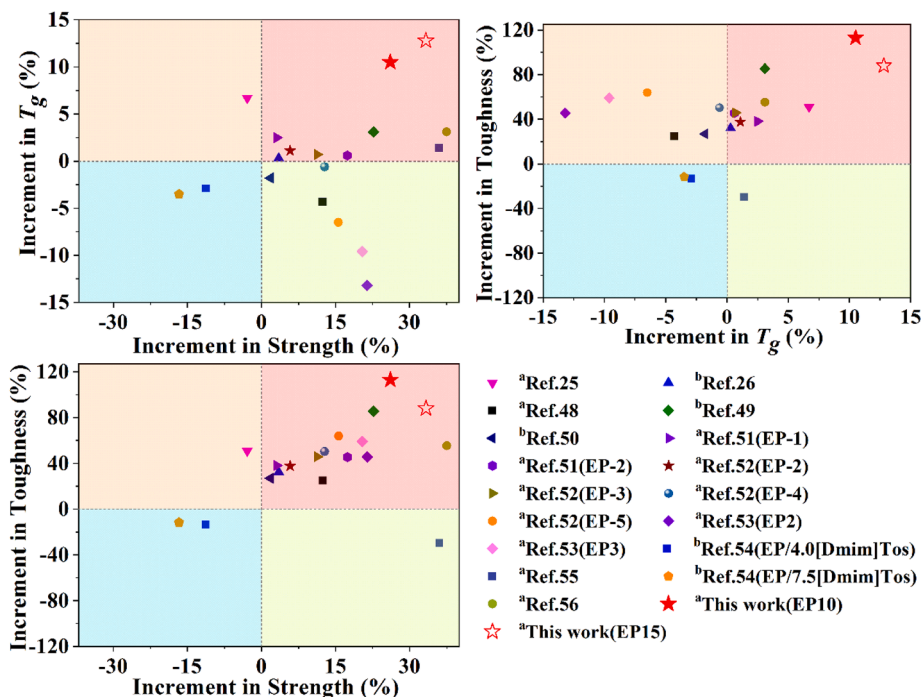 Increment in Tg (%)
15
10
5
0
-5
-10
-15
-30
-15
0
15
30
Increment in Strength (%)
Increment in Toughness (%)
120
80
40
0
-40
-80
-120
-15
-10
-5
0
5
10
15
Increment in Tg (%)
Increment in Toughness (%)
120
80
40
0
-40
-80
-120
-30
-15
0
15
30
Increment in Strength (%)
aRef.25
bRef.26
aRef.48
bRef.49
bRef.50
aRef.51(EP-1)
aRef.51(EP-2)
aRef.52(EP-2)
aRef.52(EP-3)
aRef.52(EP-4)
aRef.52(EP-5)
aRef.53(EP2)
aRef.53(EP3)
bRef.54(EP/4.0[Dmim]Tos)
aRef.55
bRef.54(EP/7.5[Dmim]Tos)
aRef.56
aThis work(EP10)
aThis work(EP15)